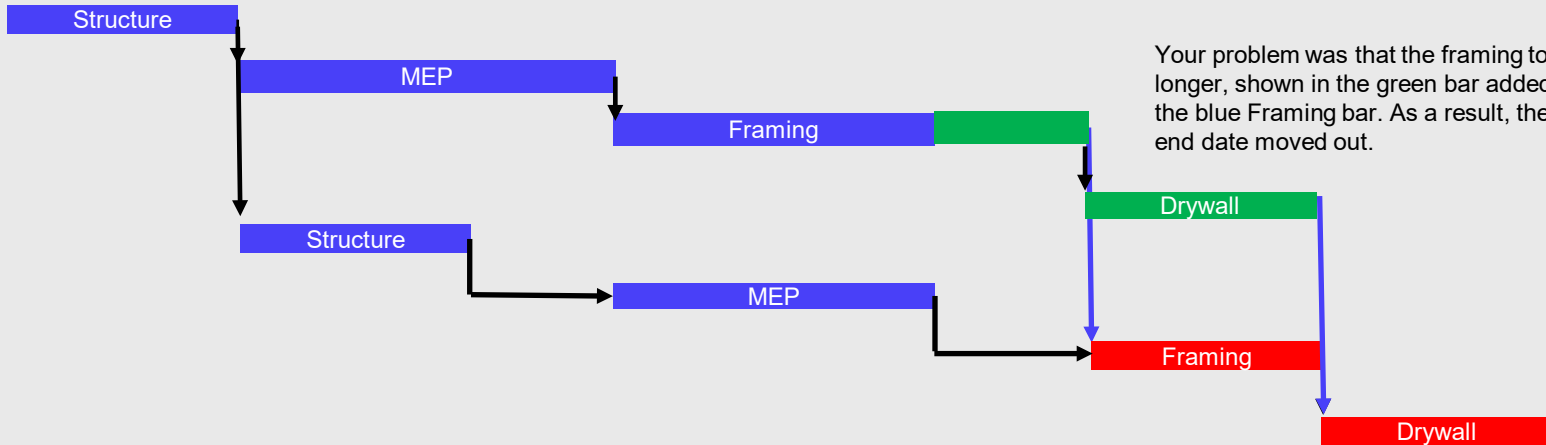 Structure
MEP
Your problem was that the framing to
longer, shown in the green bar added
the blue Framing bar. As a result, the
end date moved out.
Framing
Drywall
Structure
MEP
Framing
Drywall